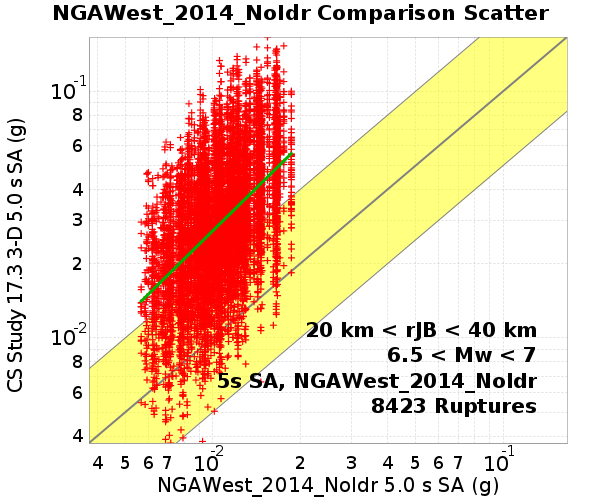 NGAWest_2014_NoIdr Comparison Scatter
CS Study 17.3 3-D 5.0 s SA (g)
10^-1
8
6
4
3
2
10^-2
8
6
4
20 km < rJB < 40 km
6.5 < Mw < 7
5s SA, NGAWest_2014_NoIdr
8423 Ruptures
4 5 6 7 10^-2 2 3 4 5 6 7 10^-1
NGAWest_2014_NoIdr 5.0 s SA (g)